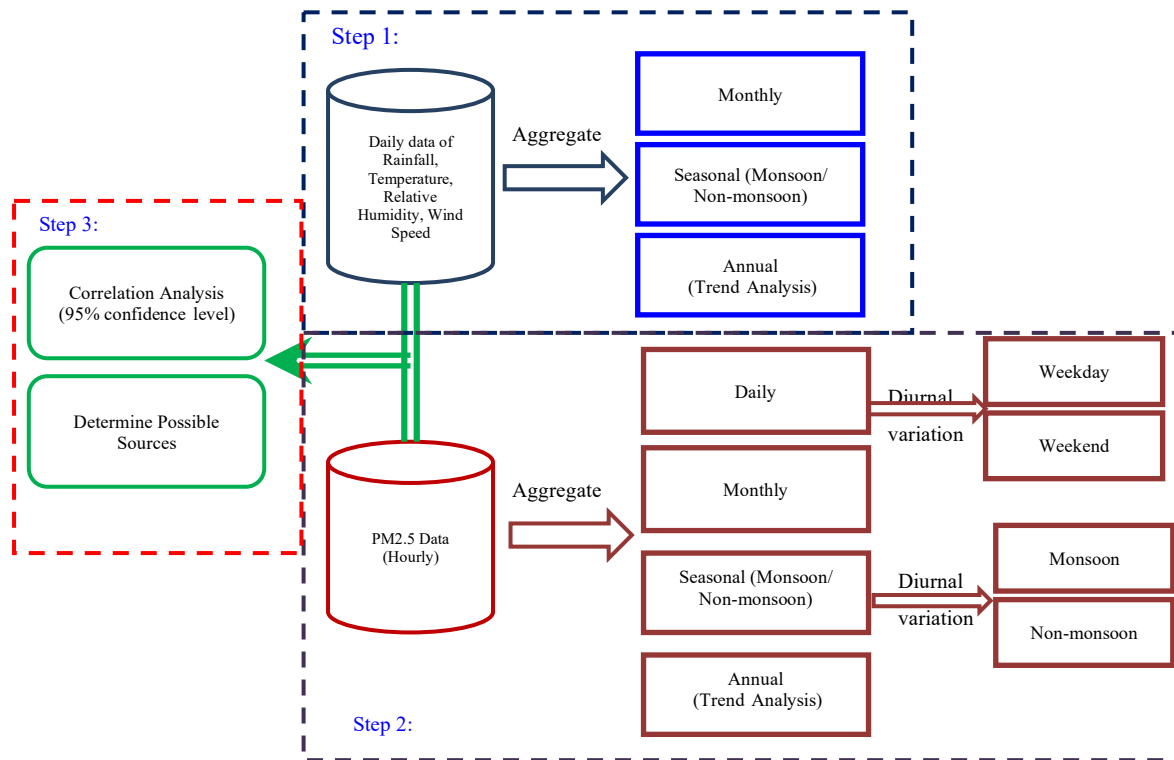 Step 1:
Daily data of
Rainfall,
Temperature,
Relative
Humidity, Wind
Speed
Aggregate
Monthly
Seasonal (Monsoon/
Non-monsoon)
Annual
(Trend Analysis)
Step 3:
Correlation Analysis
(95% confidence level)
Determine Possible
Sources
PM2.5 Data
(Hourly)
Aggregate
Daily
Diurnal
variation
Weekday
Weekend
Monthly
Seasonal (Monsoon/
Non-monsoon)
Diurnal
variation
Monsoon
Non-monsoon
Annual
(Trend Analysis)
Step 2: